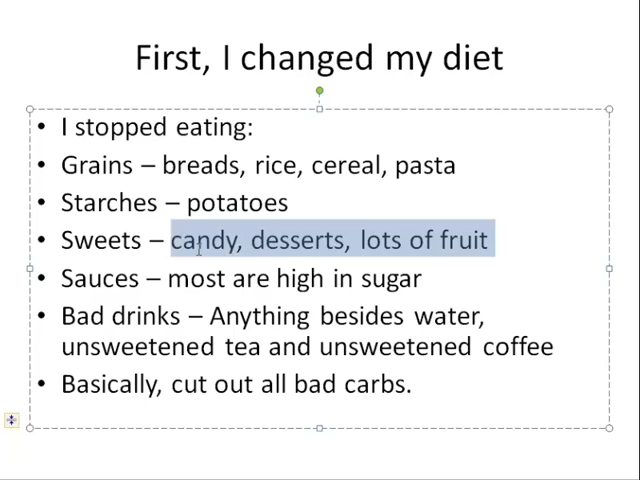 First, I changed my diet
• I stopped eating:
• Grains – breads, rice, cereal, pasta
• Starches – potatoes
• Sweets – candy, desserts, lots of fruit
• Sauces – most are high in sugar
• Bad drinks – Anything besides water,
unsweetened tea and unsweetened coffee
• Basically, cut out all bad carbs.